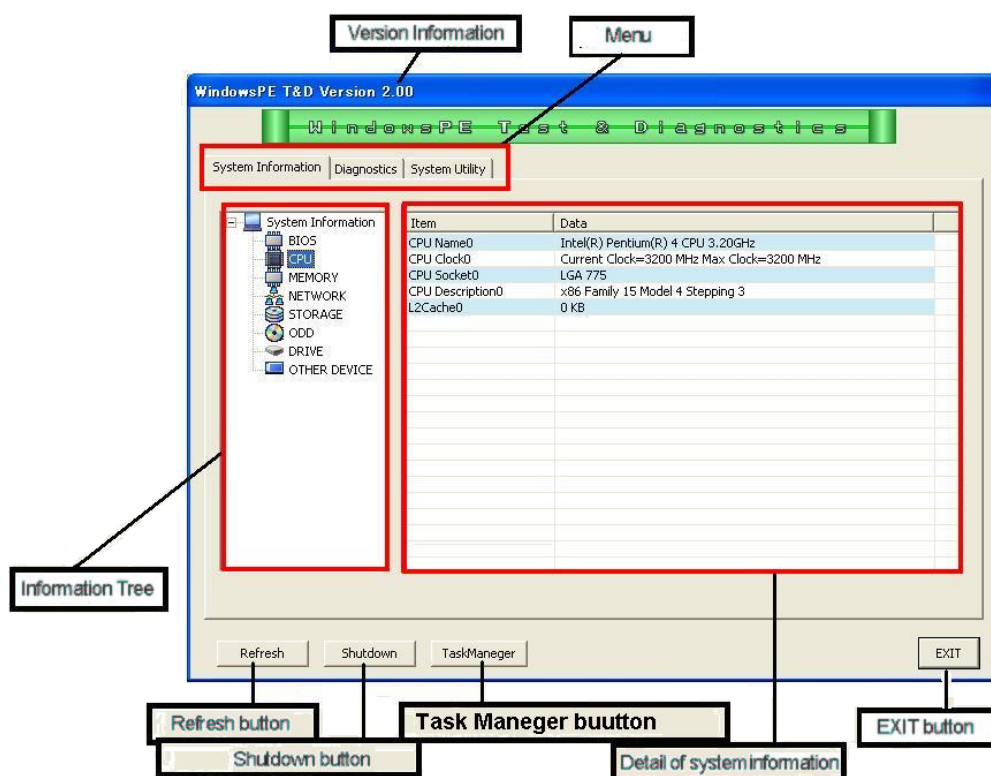 Version Information
Menu
WindowsPE T&D Version 2.00
WindowsPE Test & Diagnostics
System Information Diagnostics System Utility
System Information
BIOS
CPU
MEMORY
NETWORK
STORAGE
ODD
DRIVE
OTHER DEVICE
Item Data
CPU Name0 Intel(R) Pentium(R) 4 CPU 3.20GHz
CPU Clock0 Current Clock=3200 MHz Max Clock=3200 MHz
CPU Socket0 LGA 775
CPU Description0 x86 Family 15 Model 4 Stepping 3
L2Cache0 0 KB
Information Tree
Refresh Shutdown TaskManeger EXIT
Refresh button
Task Maneger buutton
EXIT button
Shutdown button
Detail of system information